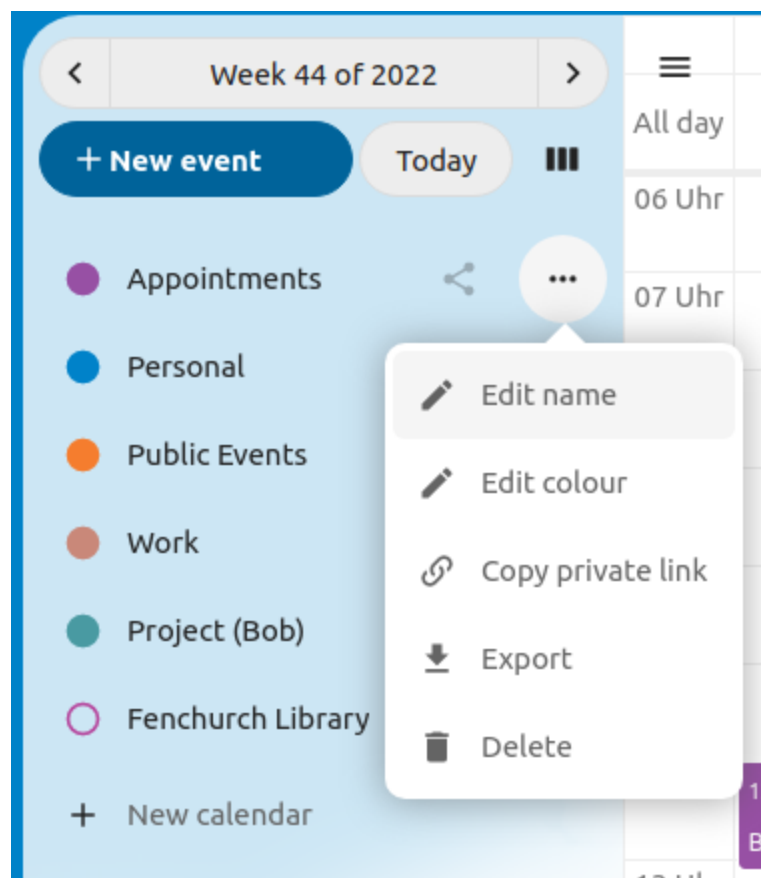 Week 44 of 2022
All day
+ New event
Today
06 Uhr
Appointments
07 Uhr
Personal
Edit name
Public Events
Edit colour
Work
Copy private link
Project (Bob)
Export
Fenchurch Library
Delete
+ New calendar
1
B